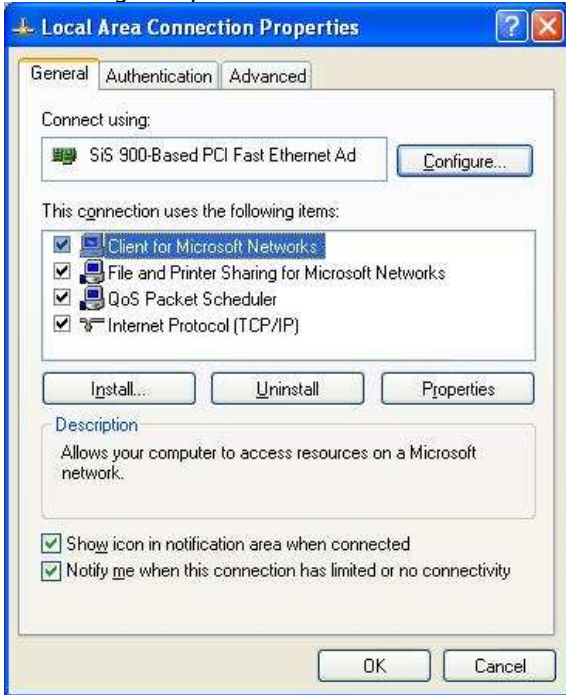 Local Area Connection Properties
General Authentication Advanced
Connect using:
SiS 900-Based PCI Fast Ethernet Ad
Configure...
This connection uses the following items:
Client for Microsoft Networks
File and Printer Sharing for Microsoft Networks
QoS Packet Scheduler
Internet Protocol (TCP/IP)
Install... Uninstall Properties
Description
Allows your computer to access resources on a Microsoft
network.
Show icon in notification area when connected
Notify me when this connection has limited or no connectivity
OK Cancel